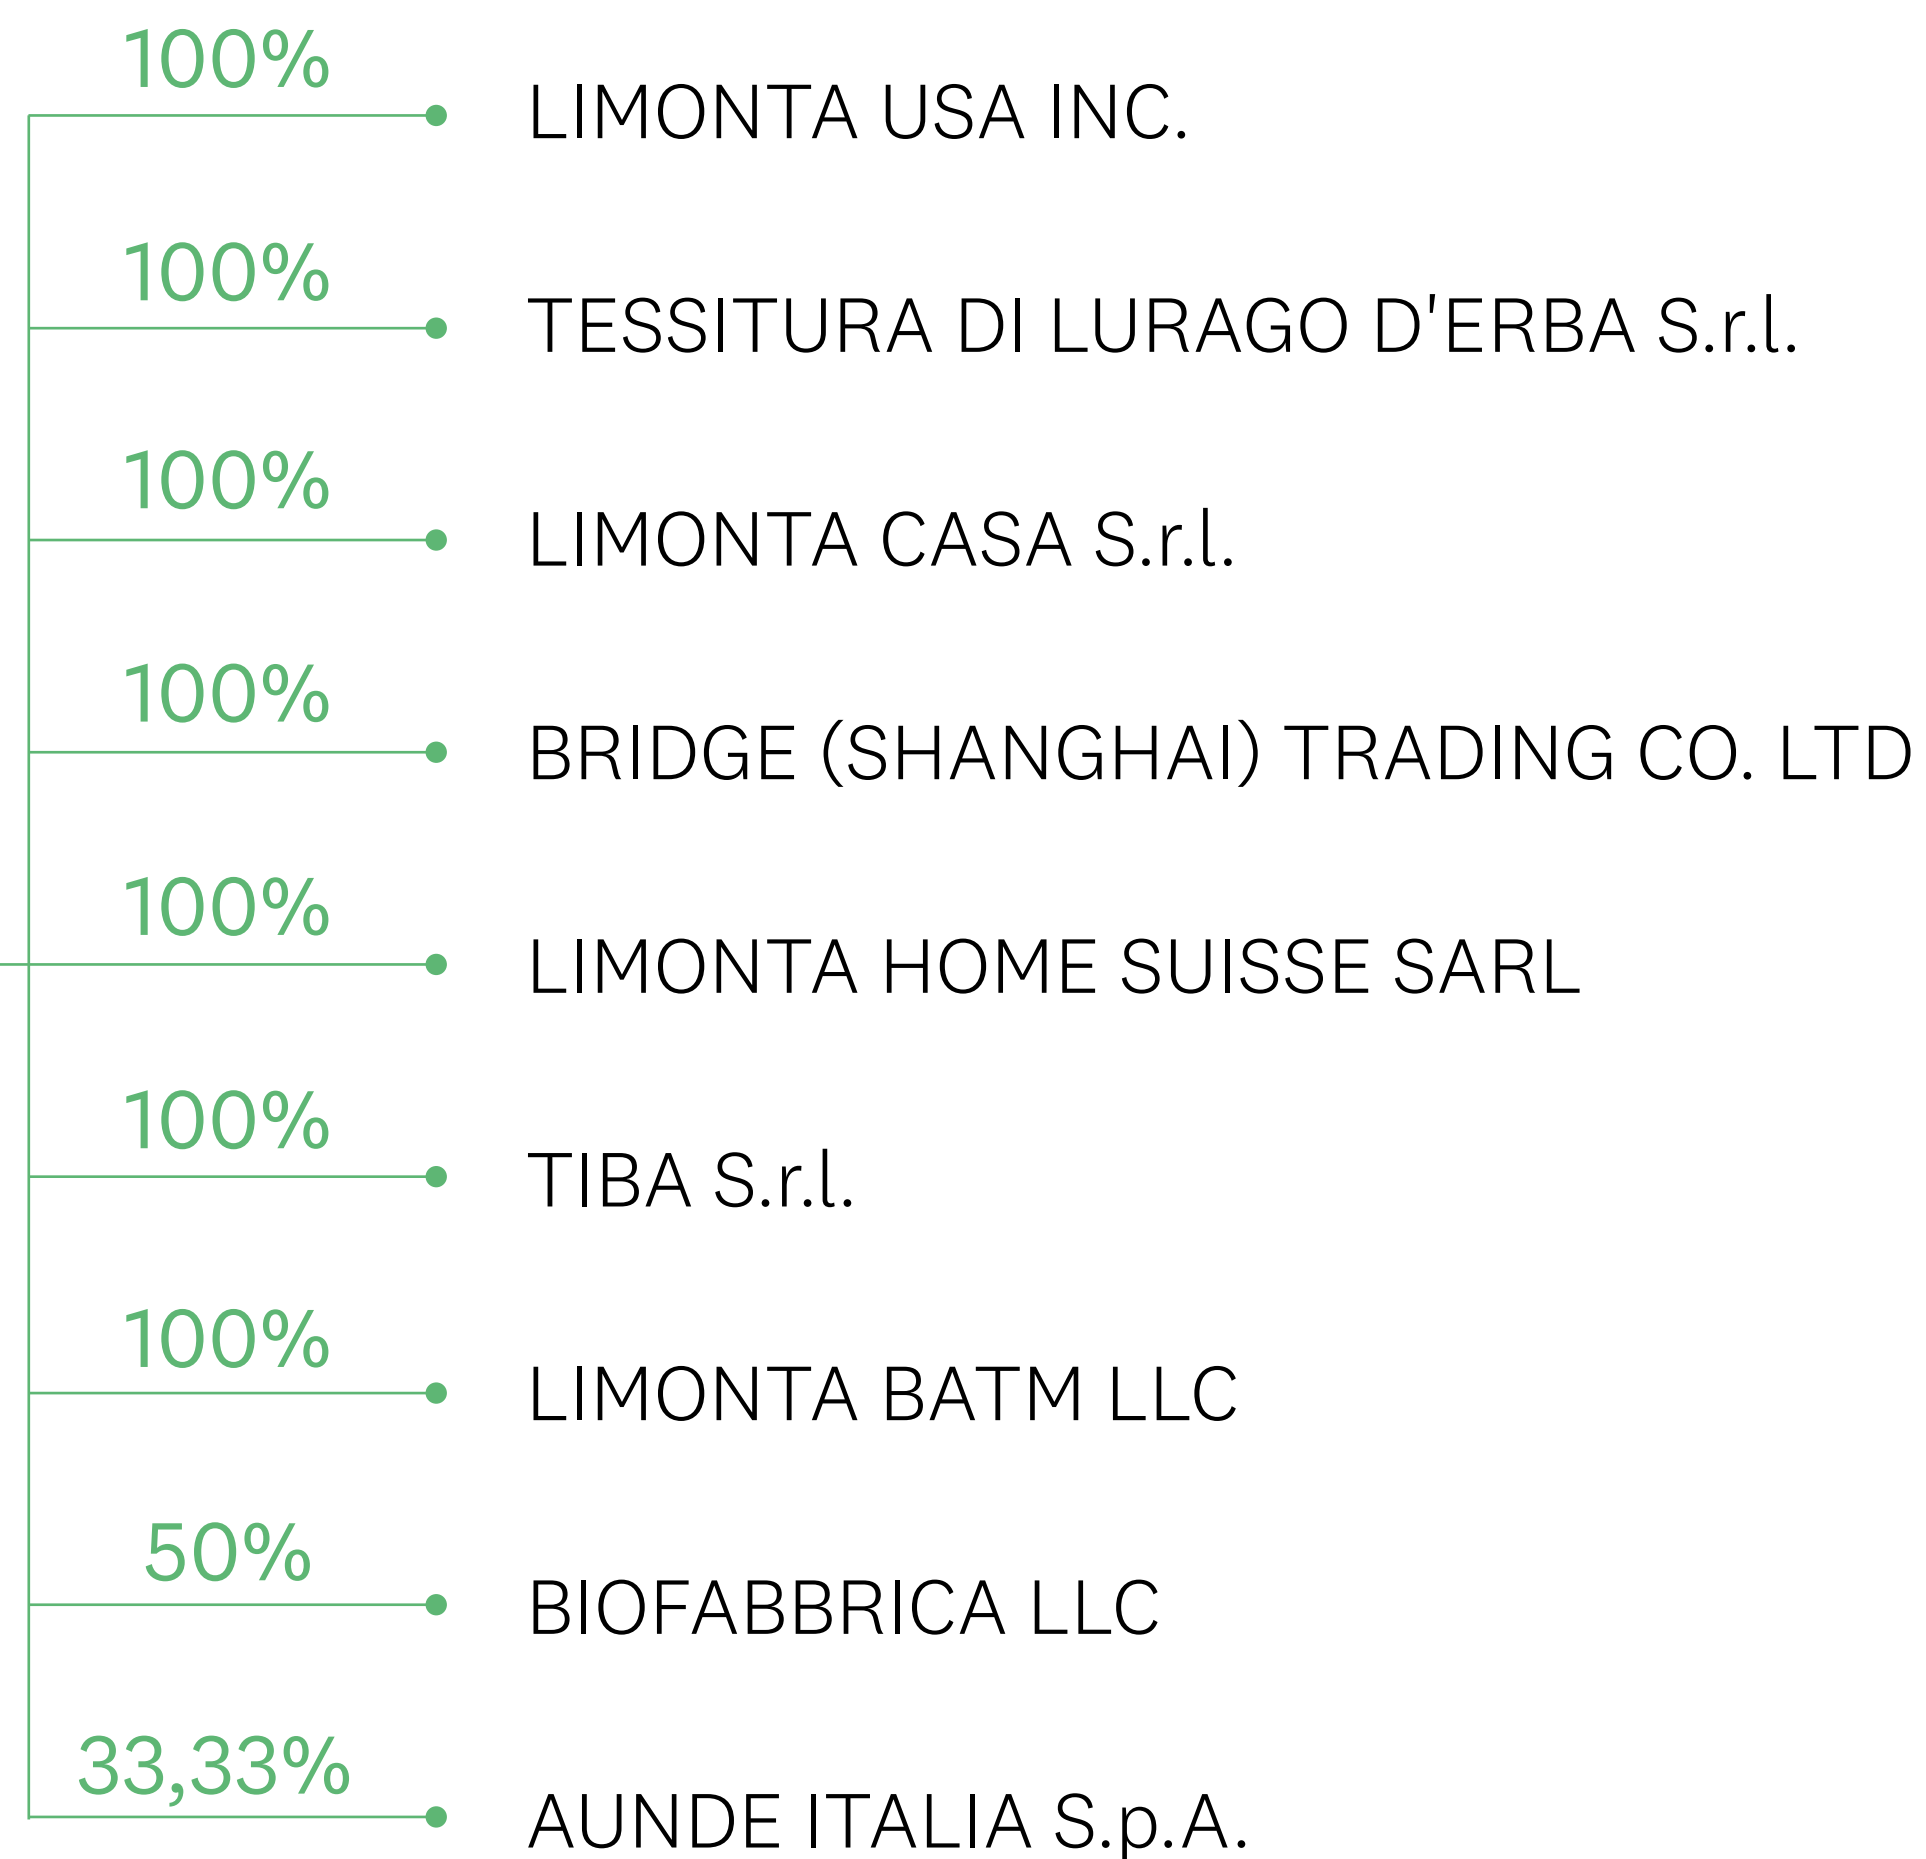 100%
LIMONTA USA INC.
100%
TESSITURA DI LURAGO D'ERBA S.r.l.
100%
LIMONTA CASA S.r.l.
100%
BRIDGE (SHANGHAI) TRADING CO. LTD
100%
LIMONTA HOME SUISSE SARL
100%
TIBA S.r.l.
100%
LIMONTA BATM LLC
50%
BIOFABBRICA LLC
33,33%
AUNDE ITALIA S.p.A.